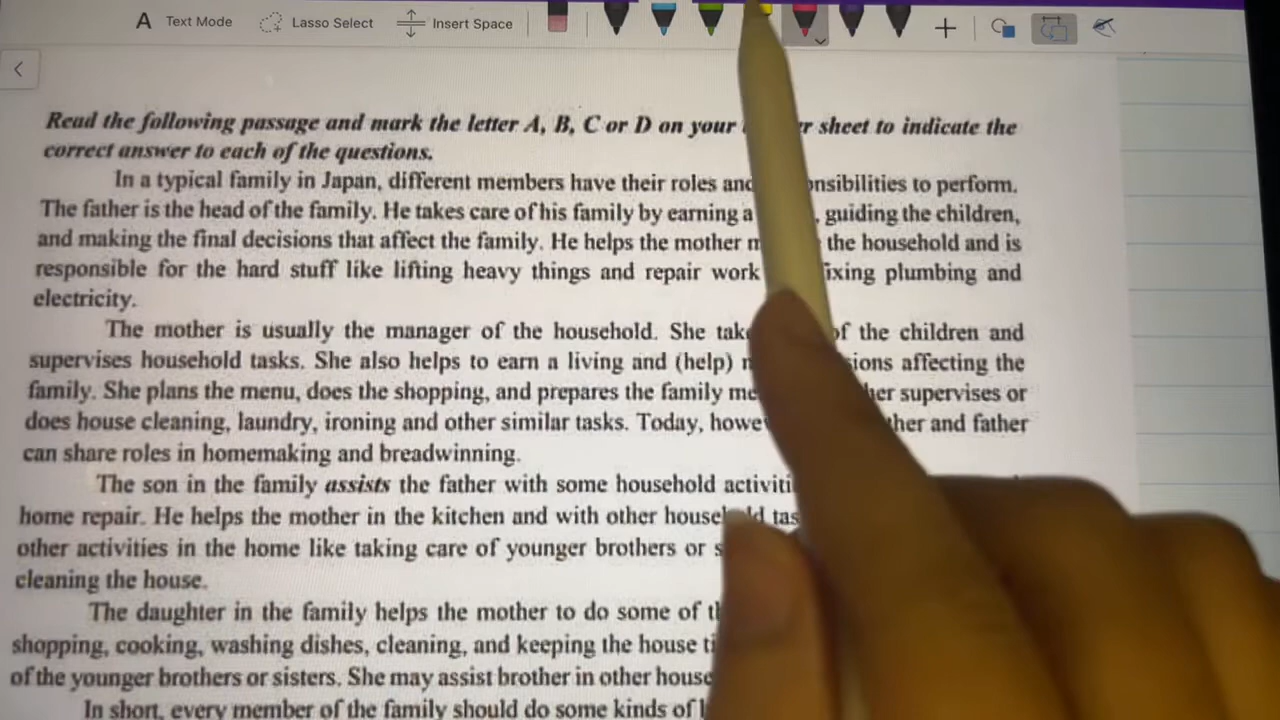 Text Mode Lasso Select Insert Space
Read the following passage and mark the letter A, B, C or D on your sheet to indicate the
correct answer to each of the questions.
In a typical family in Japan, different members have their roles and to perform.
The father is the head of the family. He takes care of his family by earning a , guiding the children,
and making the final decisions that affect the family. He helps the mother the household and is
responsible for the hard stuff like lifting heavy things and repair work plumbing and
electricity.
The mother is usually the manager of the household. She of the children and
supervises household tasks. She also helps to earn a living and (help) affecting the
family. She plans the menu, does the shopping, and prepares the family supervises or
does house cleaning, laundry, ironing and other similar tasks. Today, and father
can share roles in homemaking and breadwinning.
The son in the family assists the father with some household
home repair. He helps the mother in the kitchen and with other household
other activities in the home like taking care of younger brothers or
cleaning the house.
The daughter in the family helps the mother to do some of
shopping, cooking, washing dishes, cleaning, and keeping the house
of the younger brothers or sisters. She may assist brother in other
In short, every member of the family should do some kinds of